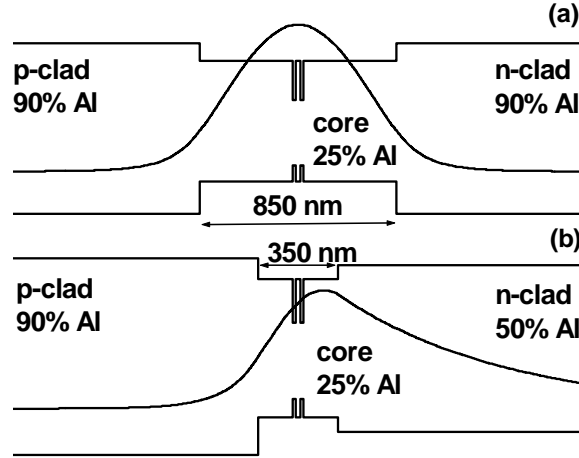 (a)
p-clad
90% Al
n-clad
90% Al
core
25% Al
850 nm
(b)
350 nm
p-clad
90% Al
n-clad
50% Al
core
25% Al